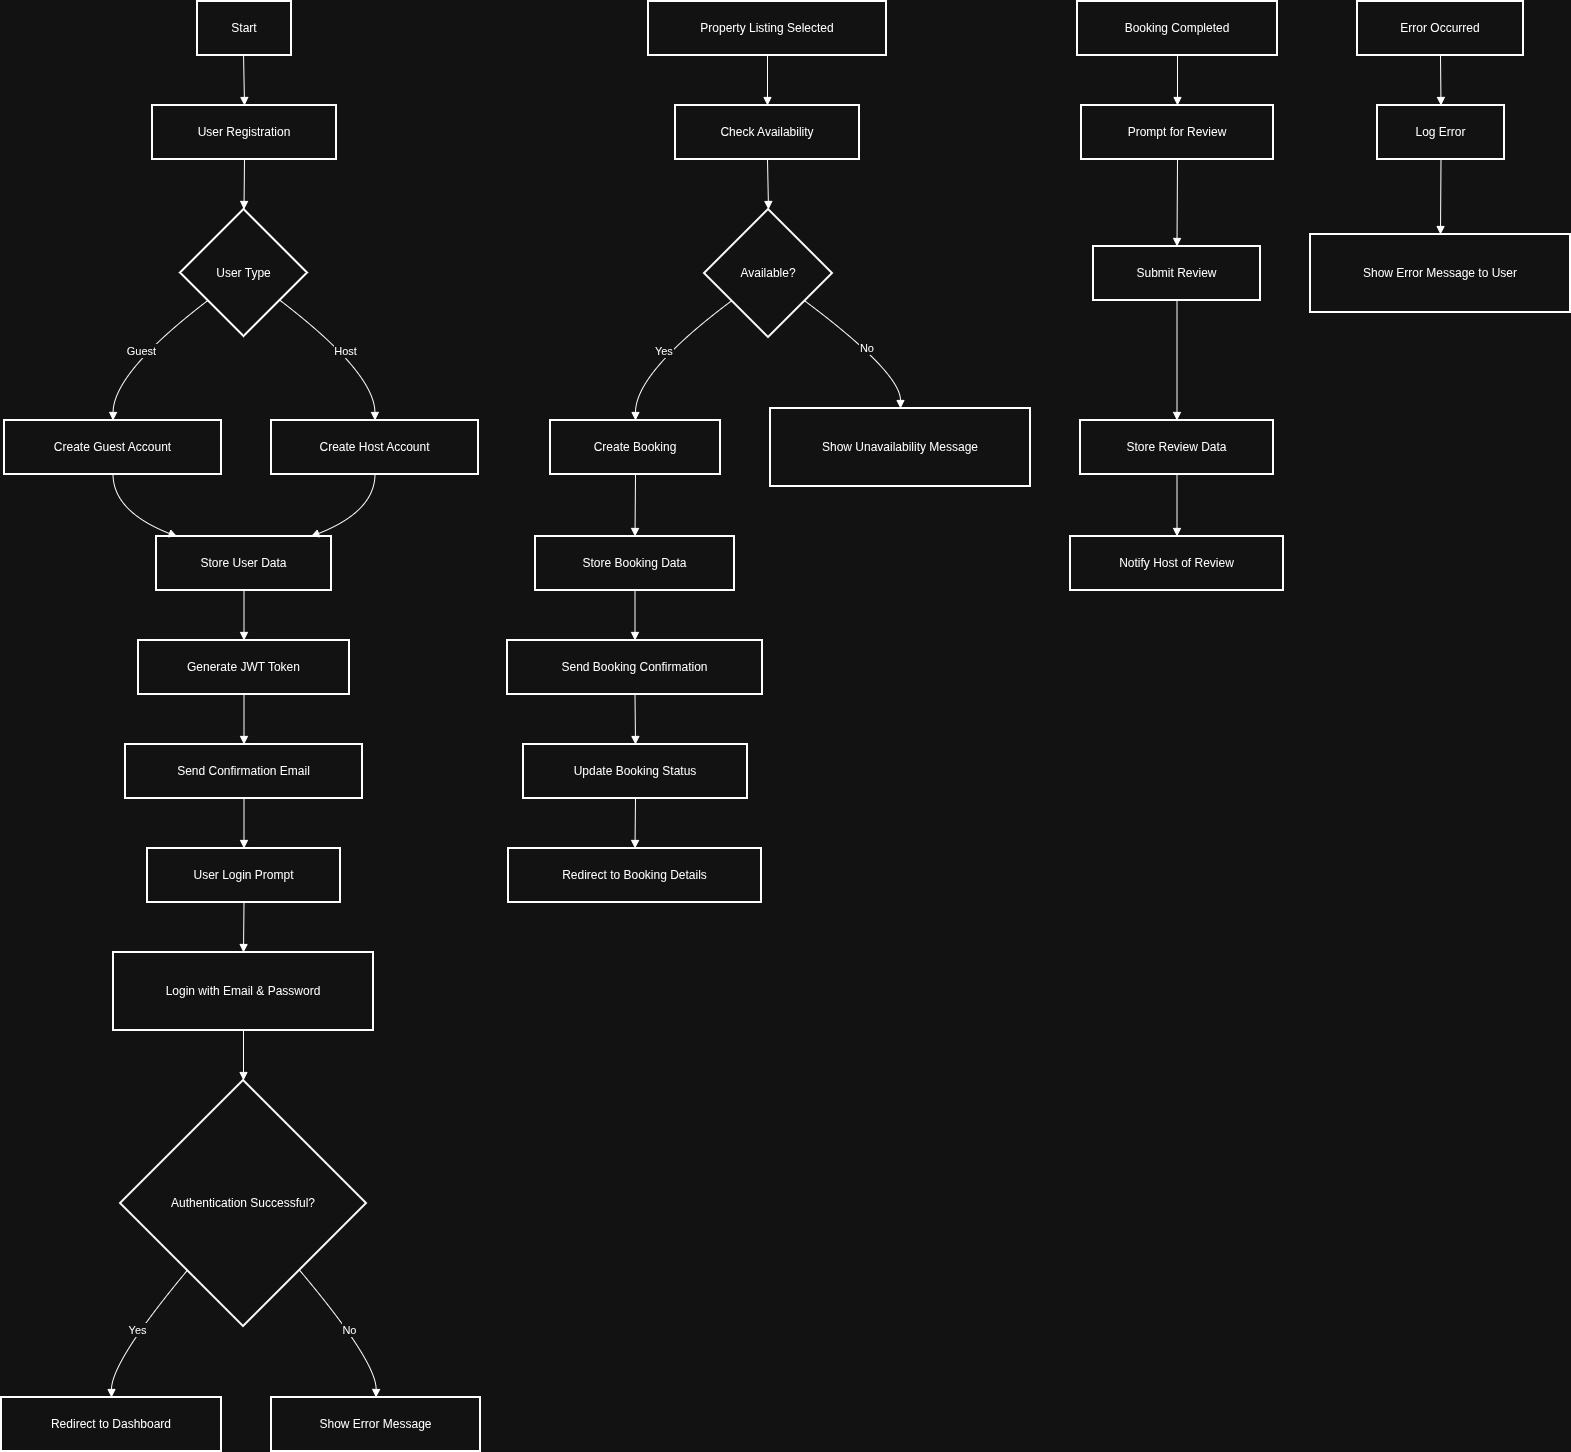 Start
User Registration
User Type
Guest
Host
Create Guest Account
Create Host Account
Store User Data
Generate JWT Token
Send Confirmation Email
User Login Prompt
Login with Email & Password
Authentication Successful?
Yes
No
Redirect to Dashboard
Show Error Message
Property Listing Selected
Check Availability
Available?
Yes
No
Create Booking
Show Unavailability Message
Store Booking Data
Send Booking Confirmation
Update Booking Status
Redirect to Booking Details
Booking Completed
Prompt for Review
Submit Review
Store Review Data
Notify Host of Review
Error Occurred
Log Error
Show Error Message to User